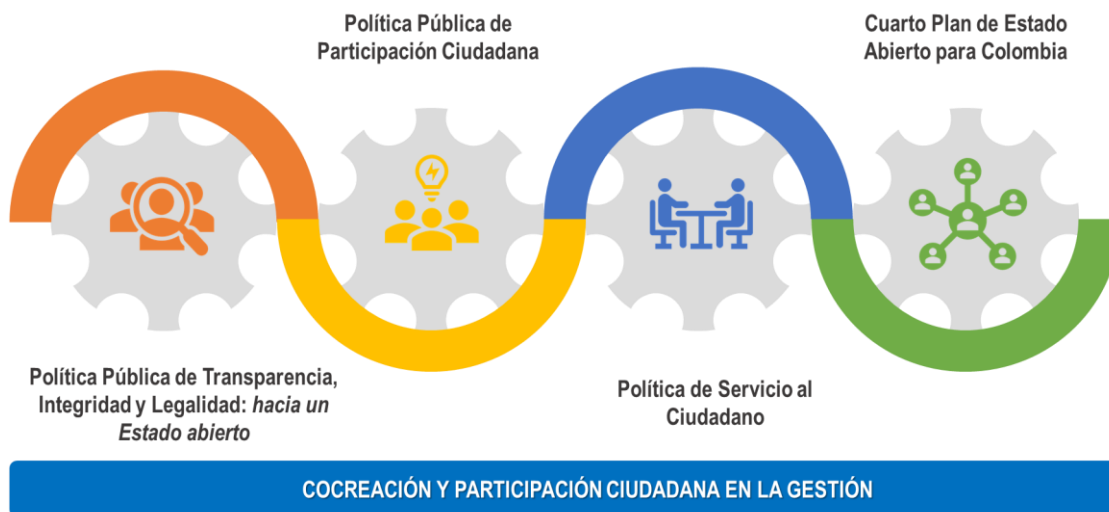 Política Pública de
Participación Ciudadana
Cuarto Plan de Estado
Abierto para Colombia
Política Pública de Transparencia,
Integridad y Legalidad: hacia un
Estado abierto
Política de Servicio al
Ciudadano
COCREACIÓN Y PARTICIPACIÓN CIUDADANA EN LA GESTIÓN